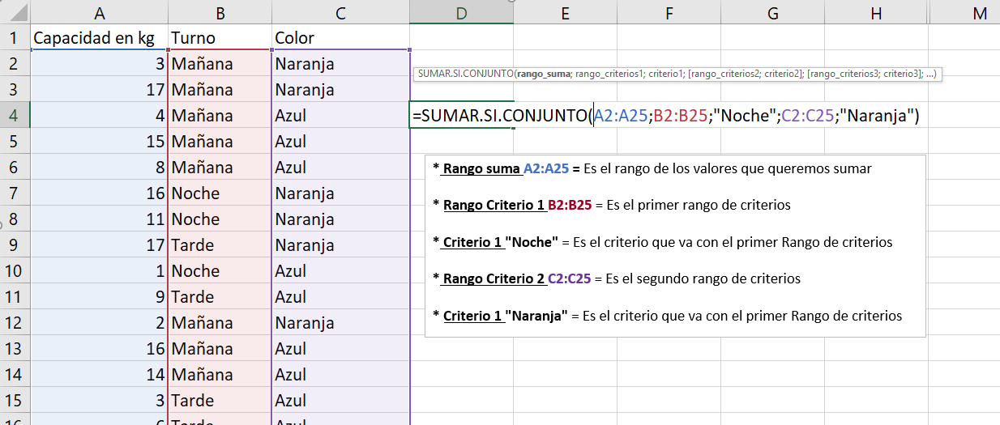 A B C D E F G H M
1 Capacidad en kg Turno Color
2 3 Mañana Naranja
SUMAR.SI.CONJUNTO(rango_suma; rango_criterios1; criterio1; [rango_criterios2; criterio2]; [rango_criterios3; criterio3]; ...)
3 17 Mañana Naranja
4 4 Mañana Azul =SUMAR.SI.CONJUNTO(A2:A25;B2:B25;"Noche";C2:C25;"Naranja")
5 15 Mañana Azul
6 8 Mañana Azul
* Rango suma A2:A25 = Es el rango de los valores que queremos sumar
7 16 Noche Naranja
* Rango Criterio 1 B2:B25 = Es el primer rango de criterios
8 11 Noche Naranja
9 17 Tarde Naranja
* Criterio 1 "Noche" = Es el criterio que va con el primer Rango de criterios
10 1 Noche Azul
* Rango Criterio 2 C2:C25 = Es el segundo rango de criterios
11 9 Tarde Azul
12 2 Mañana Naranja
* Criterio 1 "Naranja" = Es el criterio que va con el primer Rango de criterios
13 16 Mañana Azul
14 14 Mañana Azul
15 3 Tarde Azul
16 6 Tarde Azul